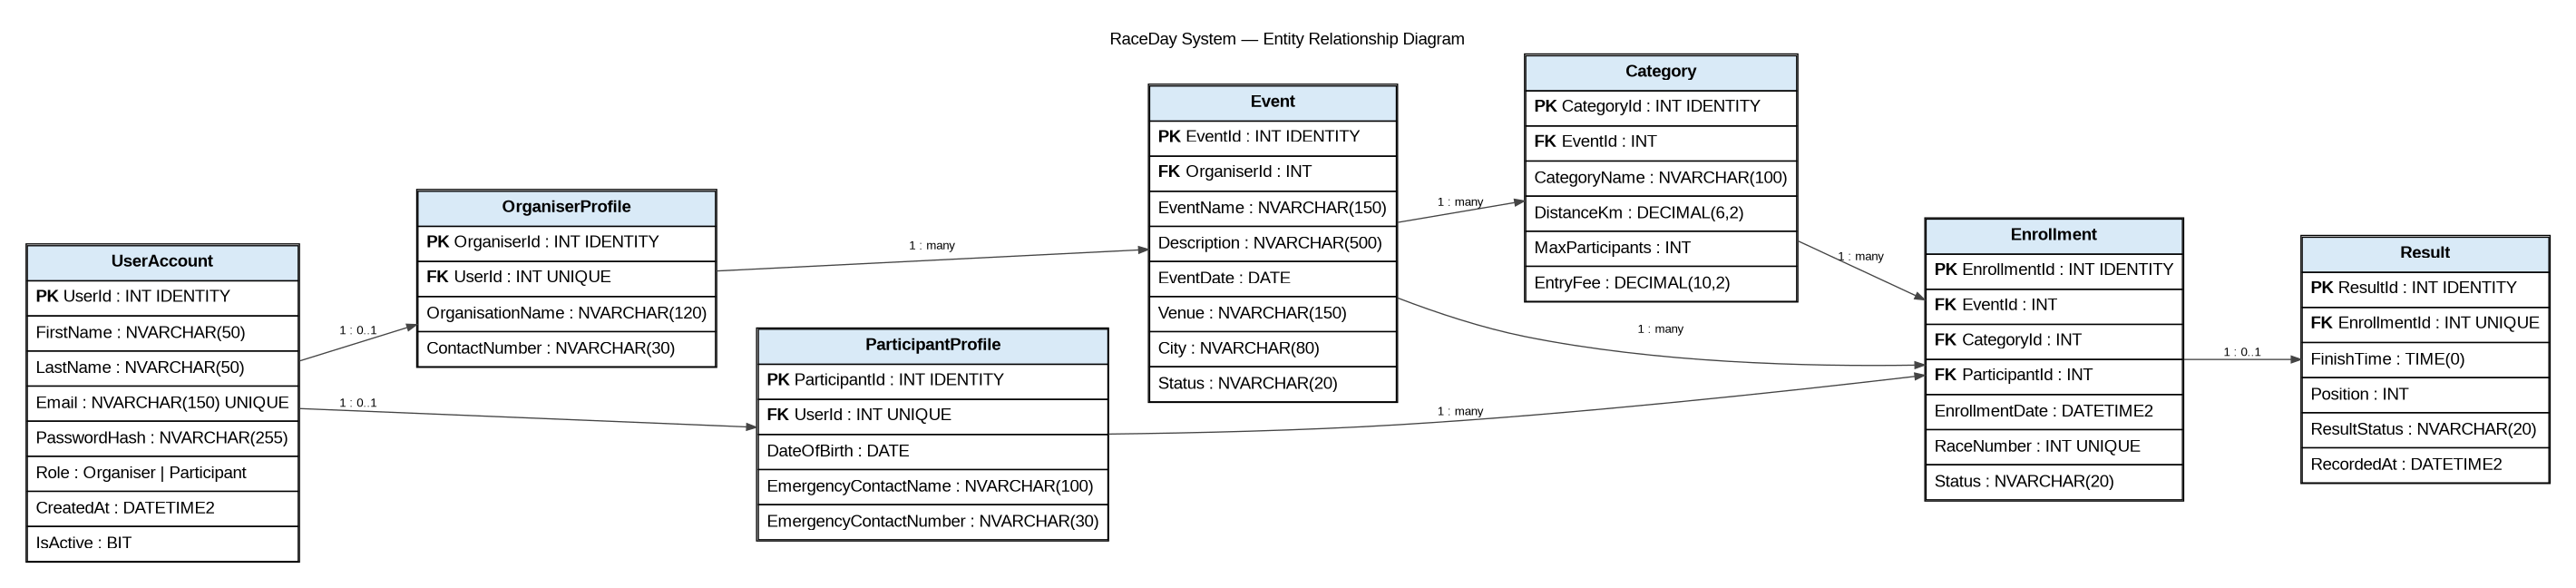 RaceDay System — Entity Relationship Diagram
UserAccount
PK UserId : INT IDENTITY
FirstName : NVARCHAR(50)
LastName : NVARCHAR(50)
Email : NVARCHAR(150) UNIQUE
PasswordHash : NVARCHAR(255)
Role : Organiser | Participant
CreatedAt : DATETIME2
IsActive : BIT
1 : 0..1
1 : 0..1
OrganiserProfile
PK OrganiserId : INT IDENTITY
FK UserId : INT UNIQUE
OrganisationName : NVARCHAR(120)
ContactNumber : NVARCHAR(30)
ParticipantProfile
PK ParticipantId : INT IDENTITY
FK UserId : INT UNIQUE
DateOfBirth : DATE
EmergencyContactName : NVARCHAR(100)
EmergencyContactNumber : NVARCHAR(30)
1 : many
Event
PK EventId : INT IDENTITY
FK OrganiserId : INT
EventName : NVARCHAR(150)
Description : NVARCHAR(500)
EventDate : DATE
Venue : NVARCHAR(150)
City : NVARCHAR(80)
Status : NVARCHAR(20)
1 : many
1 : many
1 : many
Category
PK CategoryId : INT IDENTITY
FK EventId : INT
CategoryName : NVARCHAR(100)
DistanceKm : DECIMAL(6,2)
MaxParticipants : INT
EntryFee : DECIMAL(10,2)
1 : many
Enrollment
PK EnrollmentId : INT IDENTITY
FK EventId : INT
FK CategoryId : INT
FK ParticipantId : INT
EnrollmentDate : DATETIME2
RaceNumber : INT UNIQUE
Status : NVARCHAR(20)
1 : 0..1
Result
PK ResultId : INT IDENTITY
FK EnrollmentId : INT UNIQUE
FinishTime : TIME(0)
Position : INT
ResultStatus : NVARCHAR(20)
RecordedAt : DATETIME2